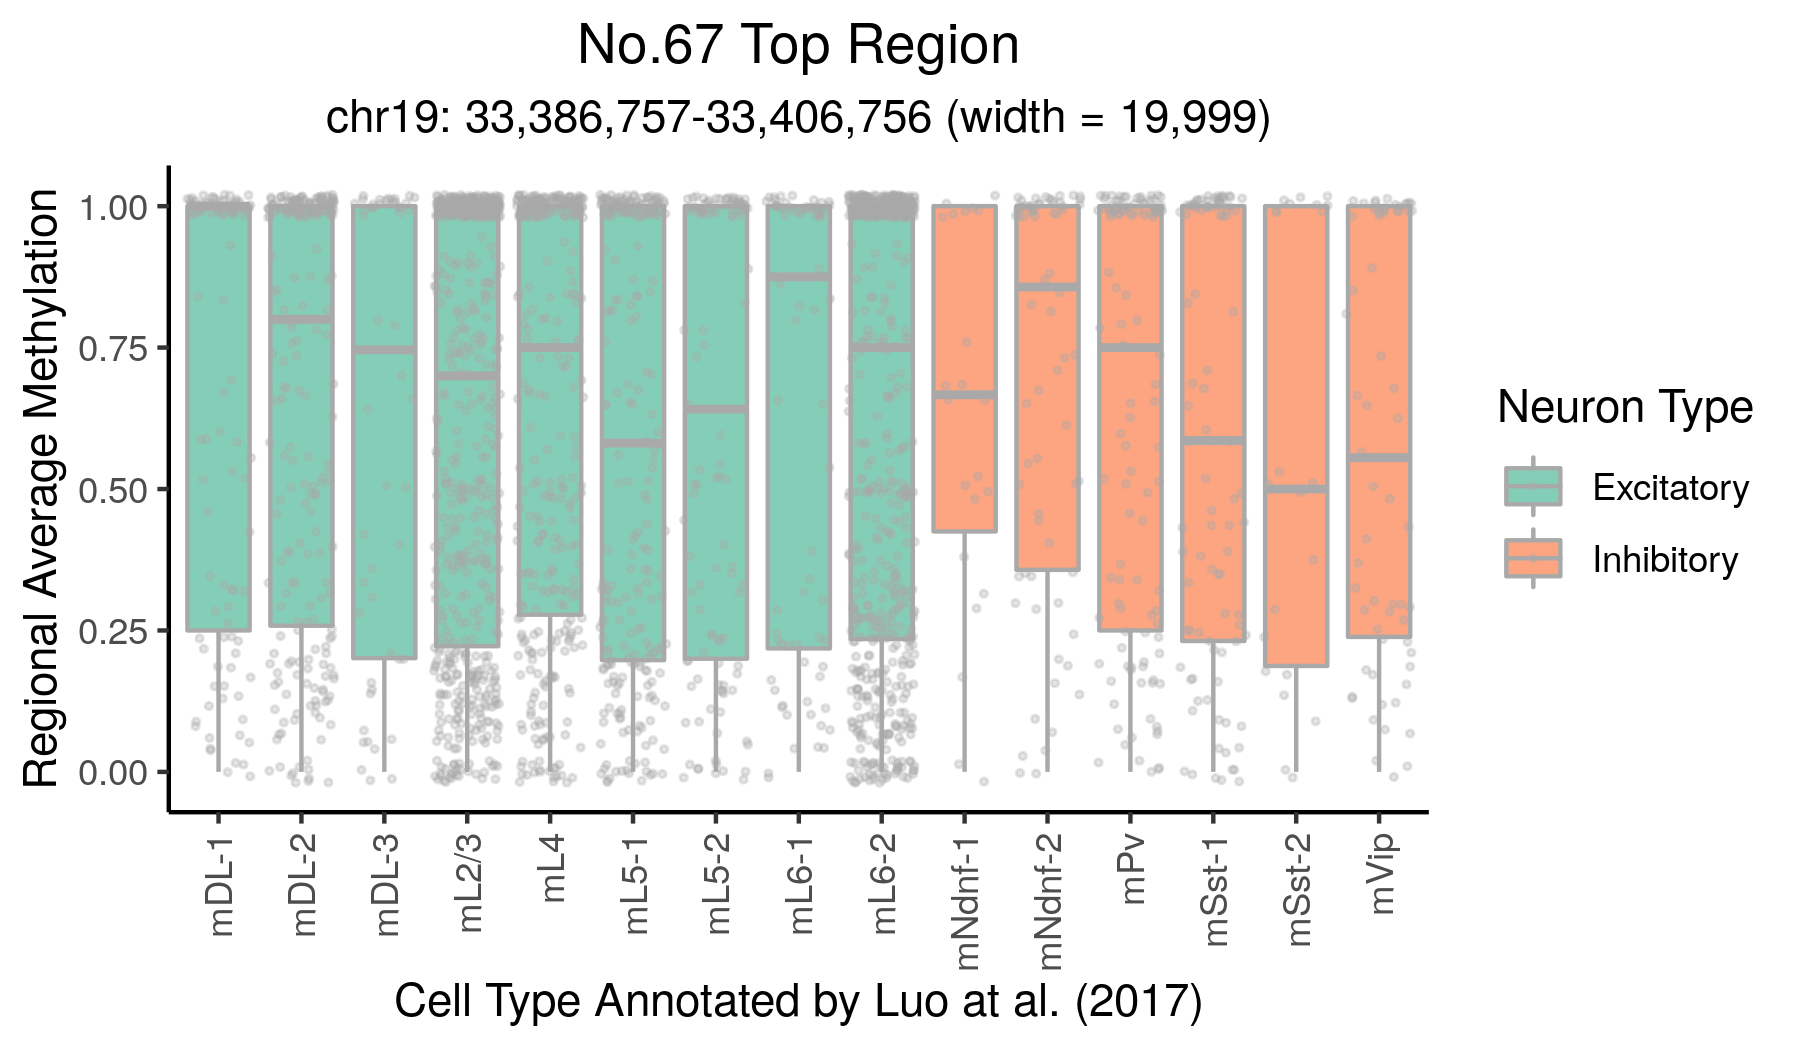 No.67 Top Region
chr19: 33,386,757-33,406,756 (width = 19,999)
Regional Average Methylation
1.00
0.75
0.50
0.25
0.00
mDL-1
mDL-2
mDL-3
mL2/3
mL4
mL5-1
mL5-2
mL6-1
mL6-2
mNdnf-1
mNdnf-2
mPv
mSst-1
mSst-2
mVip
Cell Type Annotated by Luo at al. (2017)
Neuron Type
Excitatory
Inhibitory